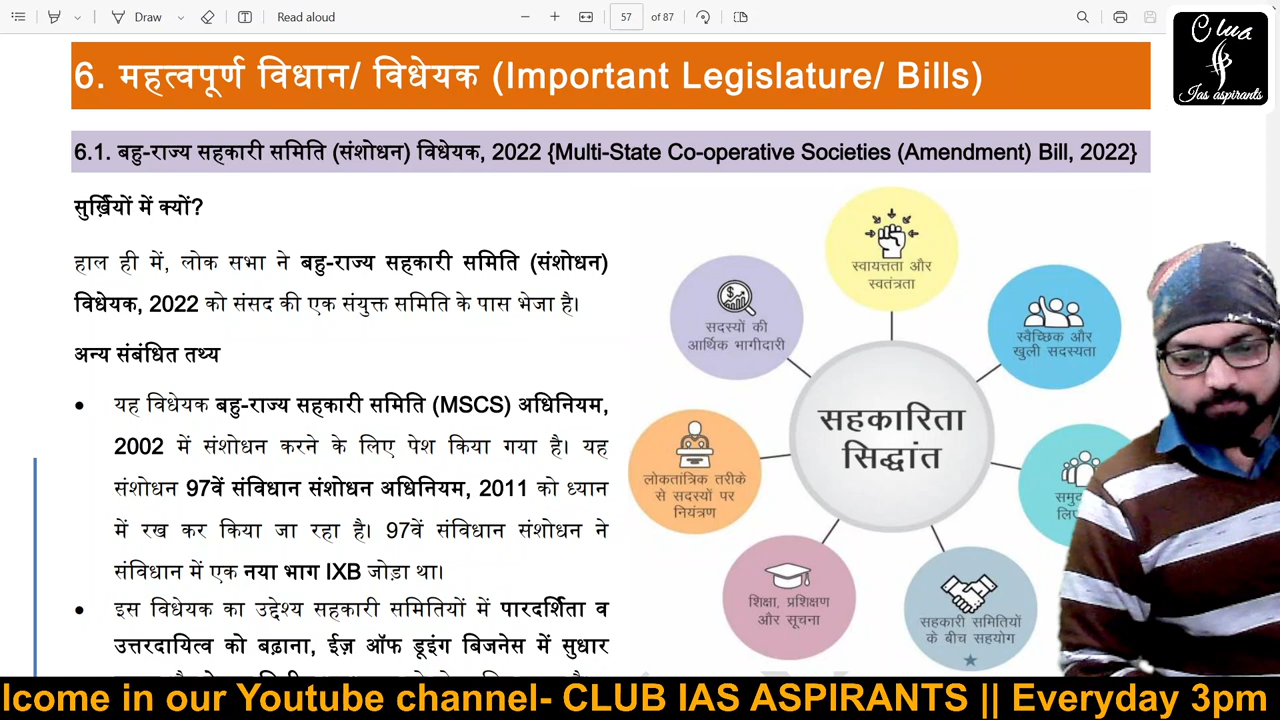 Draw
Read aloud
57 of 87
Clua
Ias aspirants
6. महत्वपूर्ण विधान/ विधेयक (Important Legislature/ Bills)
6.1. बहु-राज्य सहकारी समिति (संशोधन) विधेयक, 2022 {Multi-State Co-operative Societies (Amendment) Bill, 2022}
सुर्ख़ियों में क्यों?
हाल ही में, लोक सभा ने बहु-राज्य सहकारी समिति (संशोधन)
विधेयक, 2022 को संसद की एक संयुक्त समिति के पास भेजा है।
अन्य संबंधित तथ्य
• यह विधेयक बहु-राज्य सहकारी समिति (MSCS) अधिनियम,
2002 में संशोधन करने के लिए पेश किया गया है। यह
संशोधन 97वें संविधान संशोधन अधिनियम, 2011 को ध्यान
में रख कर किया जा रहा है। 97वें संविधान संशोधन ने
संविधान में एक नया भाग IXB जोड़ा था।
• इस विधेयक का उद्देश्य सहकारी समितियों में पारदर्शिता व
उत्तरदायित्व को बढ़ाना, ईज़ ऑफ डूइंग बिजनेस में सुधार
स्वायत्तता और
स्वतंत्रता
सदस्यों की
आर्थिक भागीदारी
स्वैच्छिक और
खुली सदस्यता
सहकारिता
सिद्धांत
लोकतांत्रिक तरीके
से सदस्यों पर
नियंत्रण
शिक्षा, प्रशिक्षण
और सूचना
सहकारी समितियों
के बीच सहयोग
lcome in our Youtube channel- CLUB IAS ASPIRANTS || Everyday 3pm